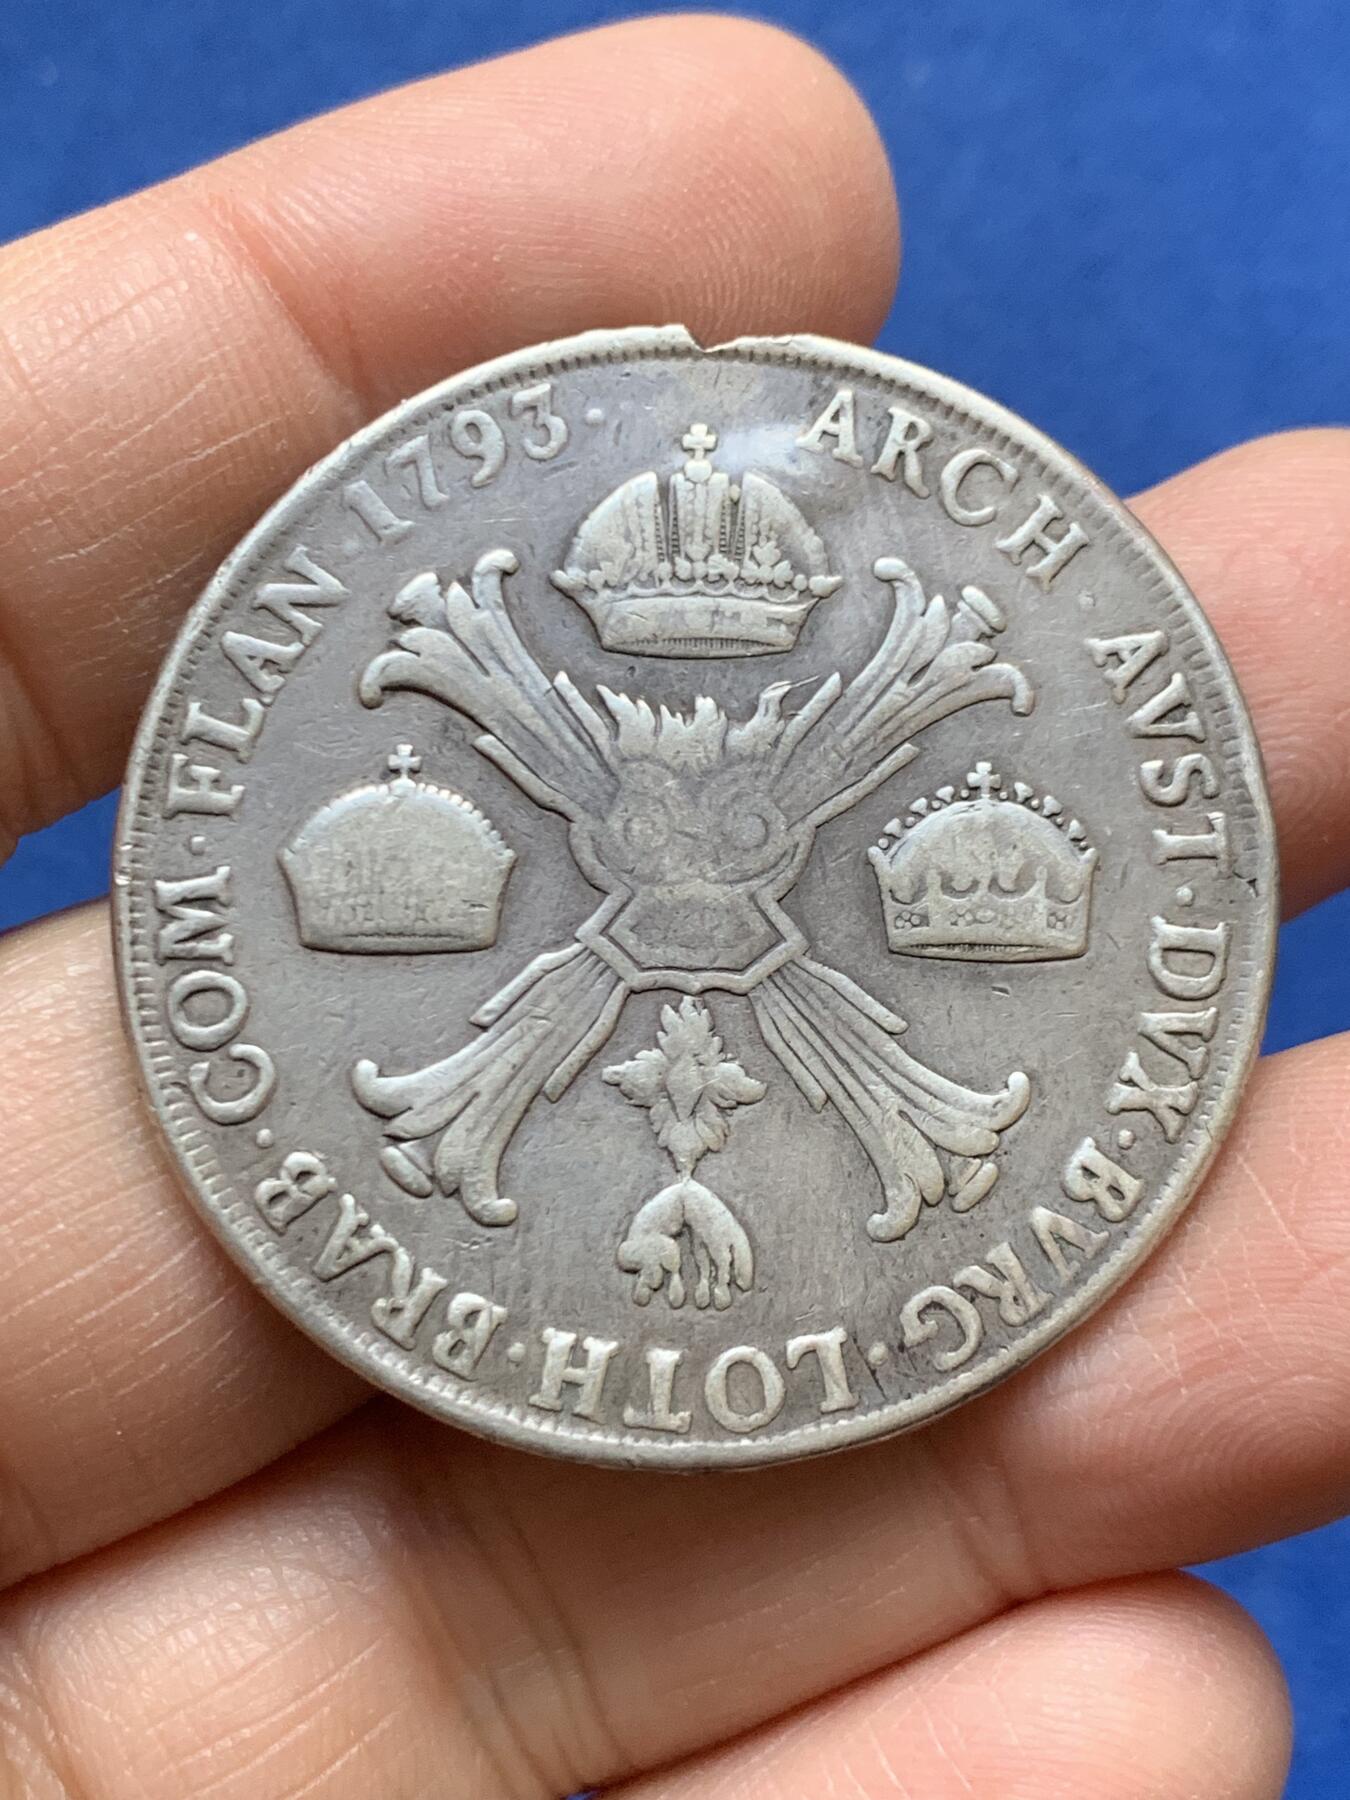 ARCH · AVST · DVX · BVRG · LOTH · BRAB · COM · FLAN · 1793 ·